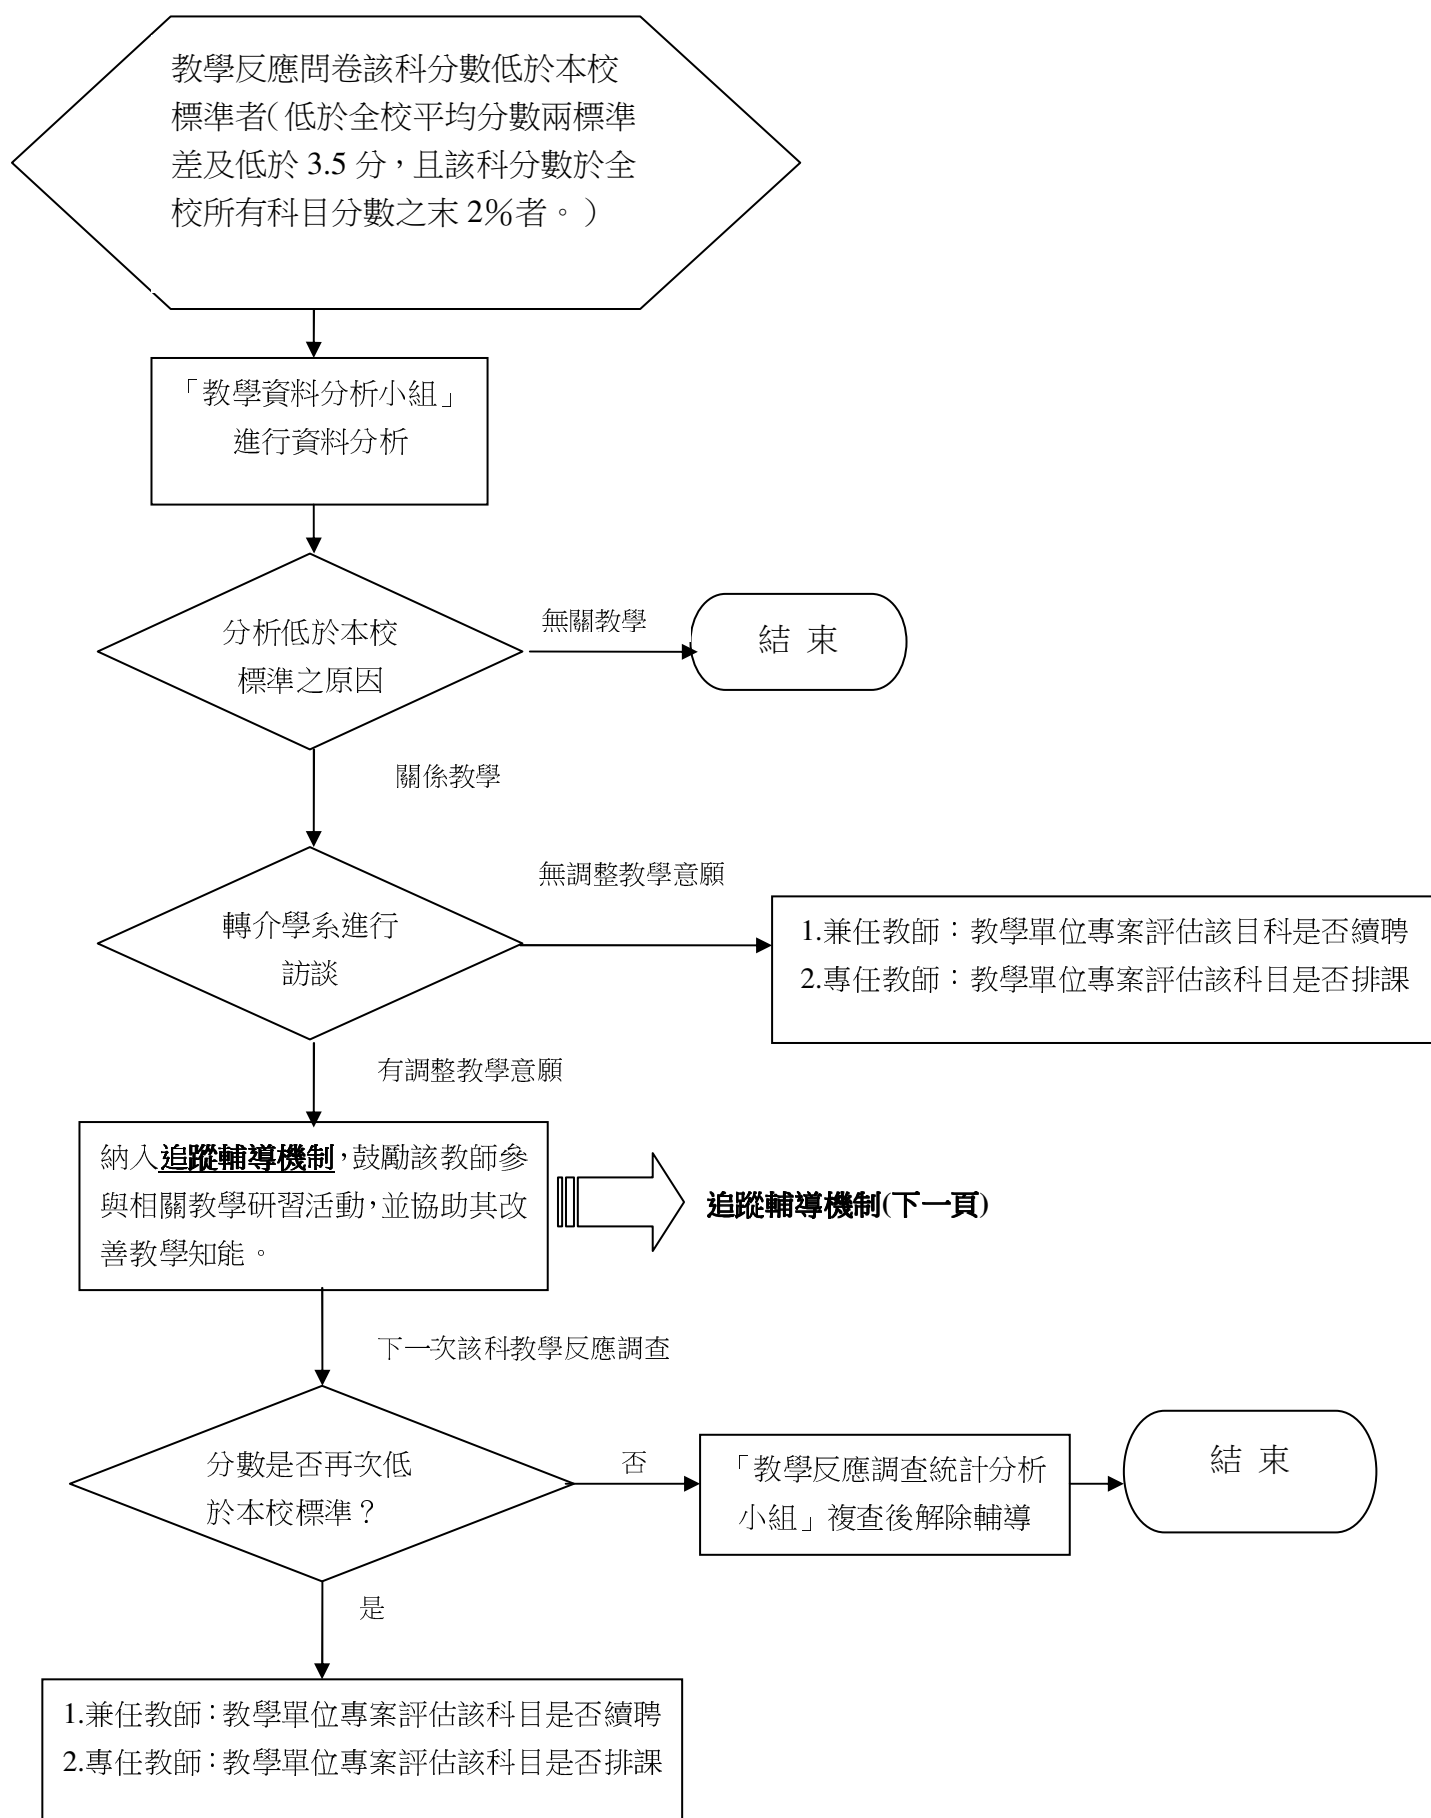 教學反應問卷該科分數低於本校
標準者(低於全校平均分數兩標準
差及低於 3.5 分，且該科分數於全
校所有科目分數之末 2%者。)
「教學資料分析小組」
進行資料分析
分析低於本校
標準之原因
無關教學
結 束
關係教學
轉介學系進行
訪談
無調整教學意願
1.兼任教師：教學單位專案評估該目科是否續聘
2.專任教師：教學單位專案評估該科目是否排課
有調整教學意願
納入追蹤輔導機制，鼓勵該教師參
與相關教學研習活動，並協助其改
善教學知能。
追蹤輔導機制(下一頁)
下一次該科教學反應調查
分數是否再次低
於本校標準？
否
「教學反應調查統計分析
小組」複查後解除輔導
結 束
是
1.兼任教師：教學單位專案評估該科目是否續聘
2.專任教師：教學單位專案評估該科目是否排課